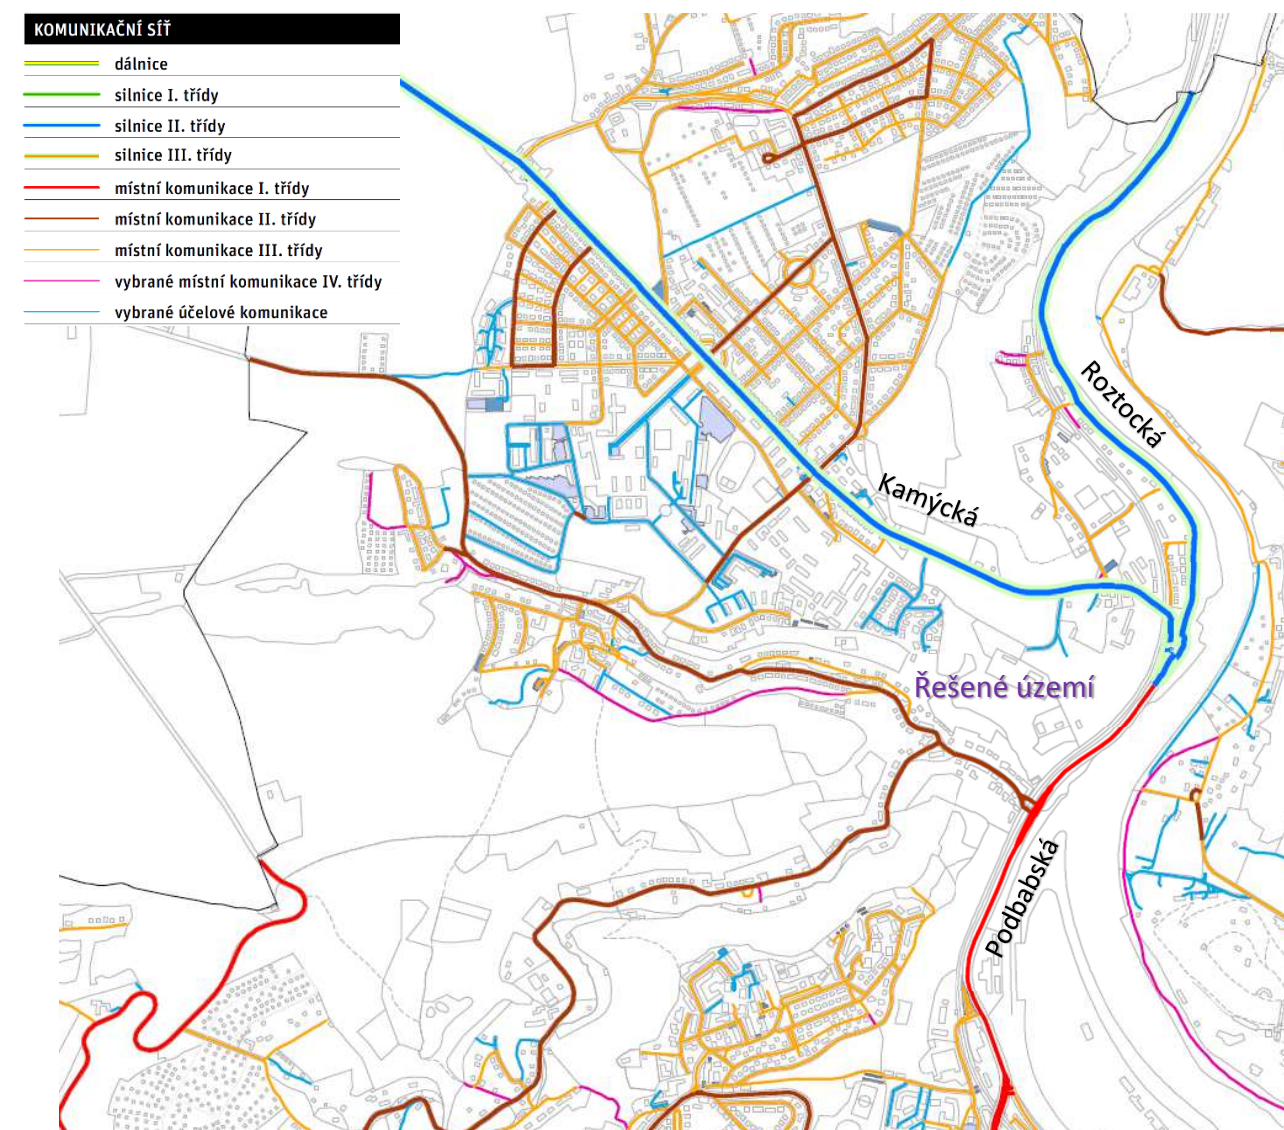 KOMUNIKAČNÍ SÍŤ
dálnice
silnice I. třídy
silnice II. třídy
silnice III. třídy
místní komunikace I. třídy
místní komunikace II. třídy
místní komunikace III. třídy
vybrané místní komunikace IV. třídy
vybrané účelové komunikace
Roztocká
Kamýcká
Řešené území
Podbabská